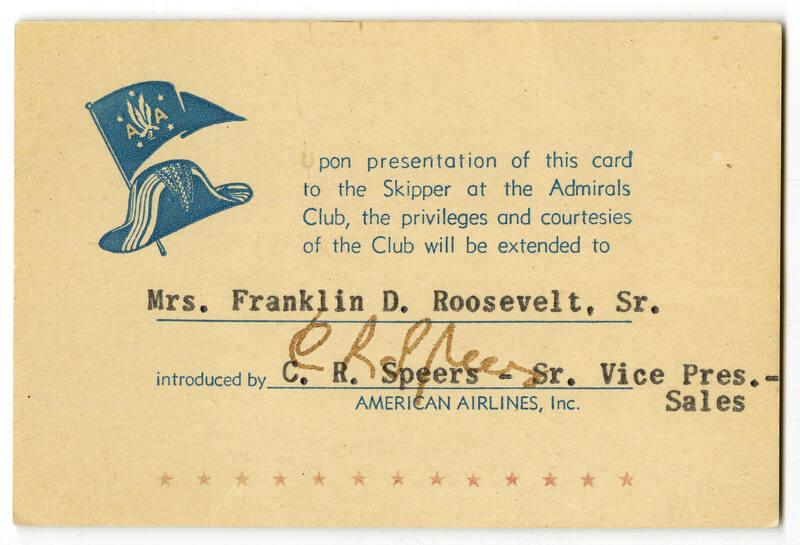 A A
Upon presentation of this card
to the Skipper at the Admirals
Club, the privileges and courtesies
of the Club will be extended to
Mrs. Franklin D. Roosevelt, Sr.
C. R. Speers
introduced by C. R. Speers - Sr. Vice Pres.-
AMERICAN AIRLINES, Inc. Sales